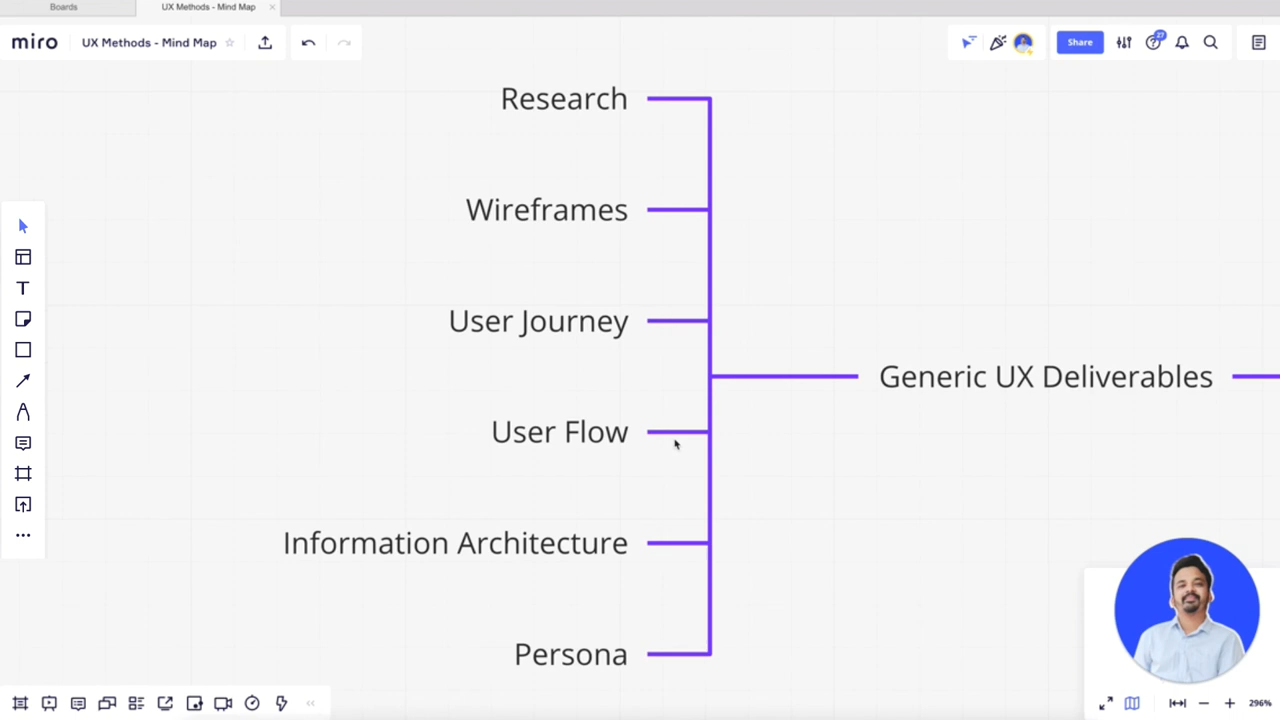 Boards
UX Methods - Mind Map
miro
UX Methods - Mind Map
Share
27
Research
Wireframes
User Journey
Generic UX Deliverables
User Flow
Information Architecture
Persona
296%